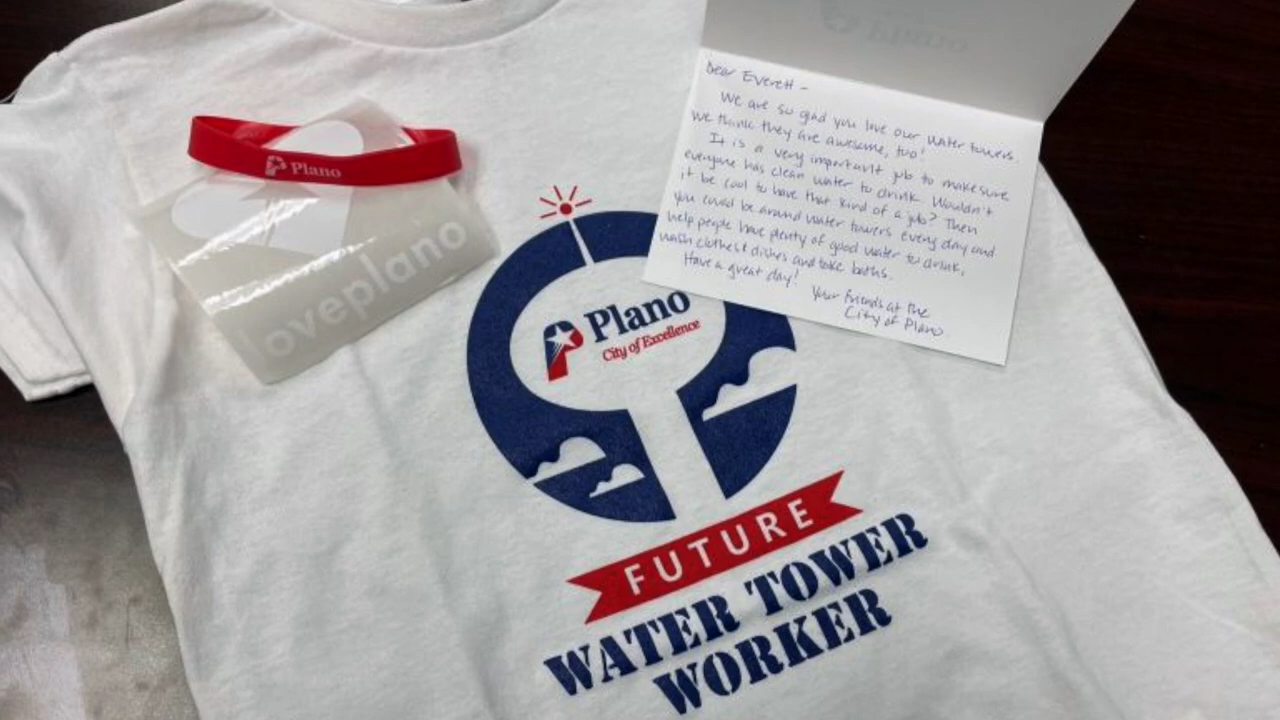 Dear Everett -
We are so glad you love our water towers.
We think they are awesome, too!
It is a very important job to make sure
everyone has clean water to drink. Wouldn't
it be cool to have that kind of a job? Then
you could be around water towers every day and
help people have plenty of good water to drink,
wash clothes & dishes and take baths.
Have a great day!
Your friends at the
City of Plano
Plano
loveplano
Plano
City of Excellence
FUTURE
WATER TOWER
WORKER